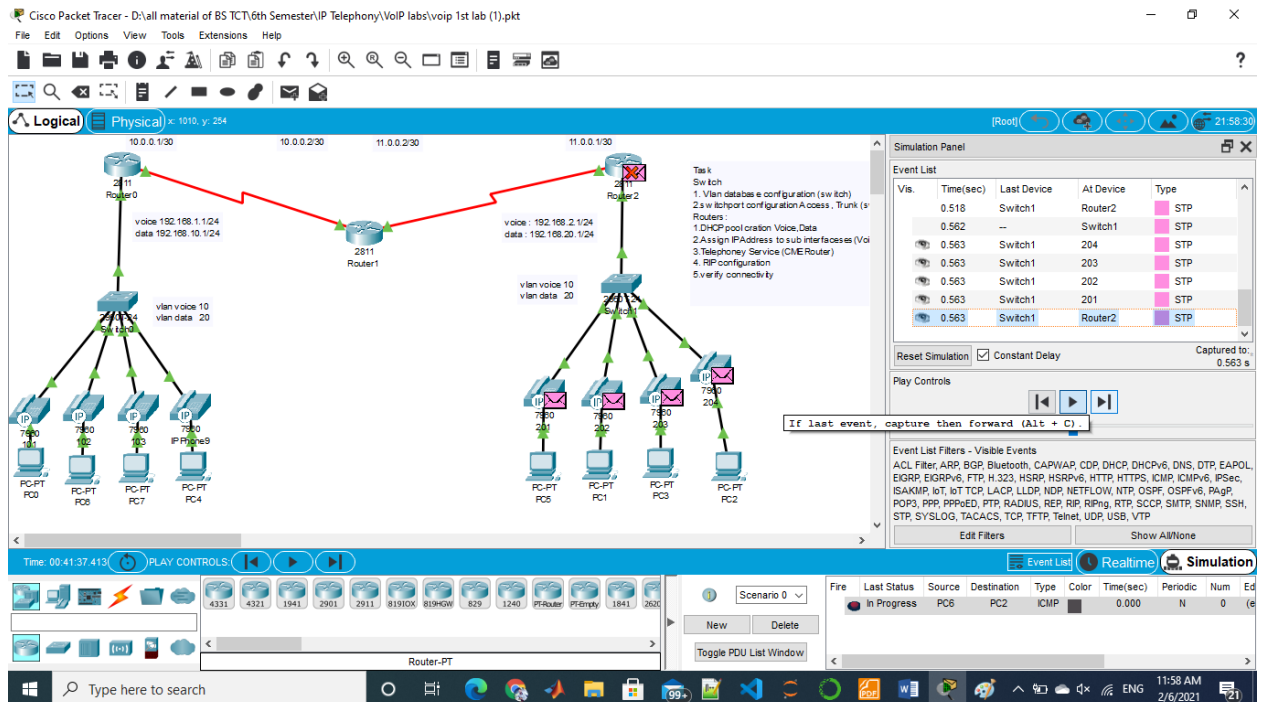 Cisco Packet Tracer - D:\all material of BS TCT\6th Semester\IP Telephony\VoIP labs\voip 1st lab (1).pkt
File Edit Options View Tools Extensions Help
Logical Physical x: 1010, y: 254 [Root] 21:58:30
10.0.0.1/30 10.0.0.2/30 11.0.0.2/30 11.0.0.1/30
Router0
Router2
voice 192.168.1.1/24
data 192.168.10.1/24
2811
Router1
voice : 192.168.2.1/24
data : 192.168.20.1/24
Task
Switch
1. Vlan database configuration (switch)
2.switchport configuration Access , Trunk (s
Routers :
1.DHCP pool cration Voice,Data
2.Assign IPAddress to sub interfaceses (Voi
3.Telephoney Service (CME Router)
4. RIP configuration
5.verify connectivity
vlan voice 10
vlan data 20
Switch0
vlan voice 10
vlan data 20
Switch1
IP IP IP IP
7960 7960 7960 7960
101 102 103 IP Phone9
PC-PT PC-PT PC-PT PC-PT
PC0 PC6 PC7 PC4
IP IP IP IP
7960 7960 7960 7960
201 202 203 204
PC-PT PC-PT PC-PT PC-PT
PC5 PC1 PC3 PC2
Simulation Panel
Event List
Vis. Time(sec) Last Device At Device Type
0.518 Switch1 Router2 STP
0.562 -- Switch1 STP
0.563 Switch1 204 STP
0.563 Switch1 203 STP
0.563 Switch1 202 STP
0.563 Switch1 201 STP
0.563 Switch1 Router2 STP
Reset Simulation Constant Delay Captured to:
0.563 s
Play Controls
If last event, capture then forward (Alt + C).
Event List Filters - Visible Events
ACL Filter, ARP, BGP, Bluetooth, CAPWAP, CDP, DHCP, DHCPv6, DNS, DTP, EAPOL,
EIGRP, EIGRPv6, FTP, H.323, HSRP, HSRPv6, HTTP, HTTPS, ICMP, ICMPv6, IPSec,
ISAKMP, IoT, IoT TCP, LACP, LLDP, NDP, NETFLOW, NTP, OSPF, OSPFv6, PAgP,
POP3, PPP, PPPoED, PTP, RADIUS, REP, RIP, RIPng, RTP, SCCP, SMTP, SNMP, SSH,
STP, SYSLOG, TACACS, TCP, TFTP, Telnet, UDP, USB, VTP
Edit Filters Show All/None
Time: 00:41:37.413 PLAY CONTROLS: Event List Realtime Simulation
4331 4321 1941 2901 2911 819IOX 819HGW 829 1240 PT-Router PT-Empty 1841 262
Router-PT
Scenario 0
New Delete
Toggle PDU List Window
Fire Last Status Source Destination Type Color Time(sec) Periodic Num Ed
In Progress PC6 PC2 ICMP 0.000 N 0 (e
Type here to search
99+
ENG
11:58 AM
2/6/2021
21